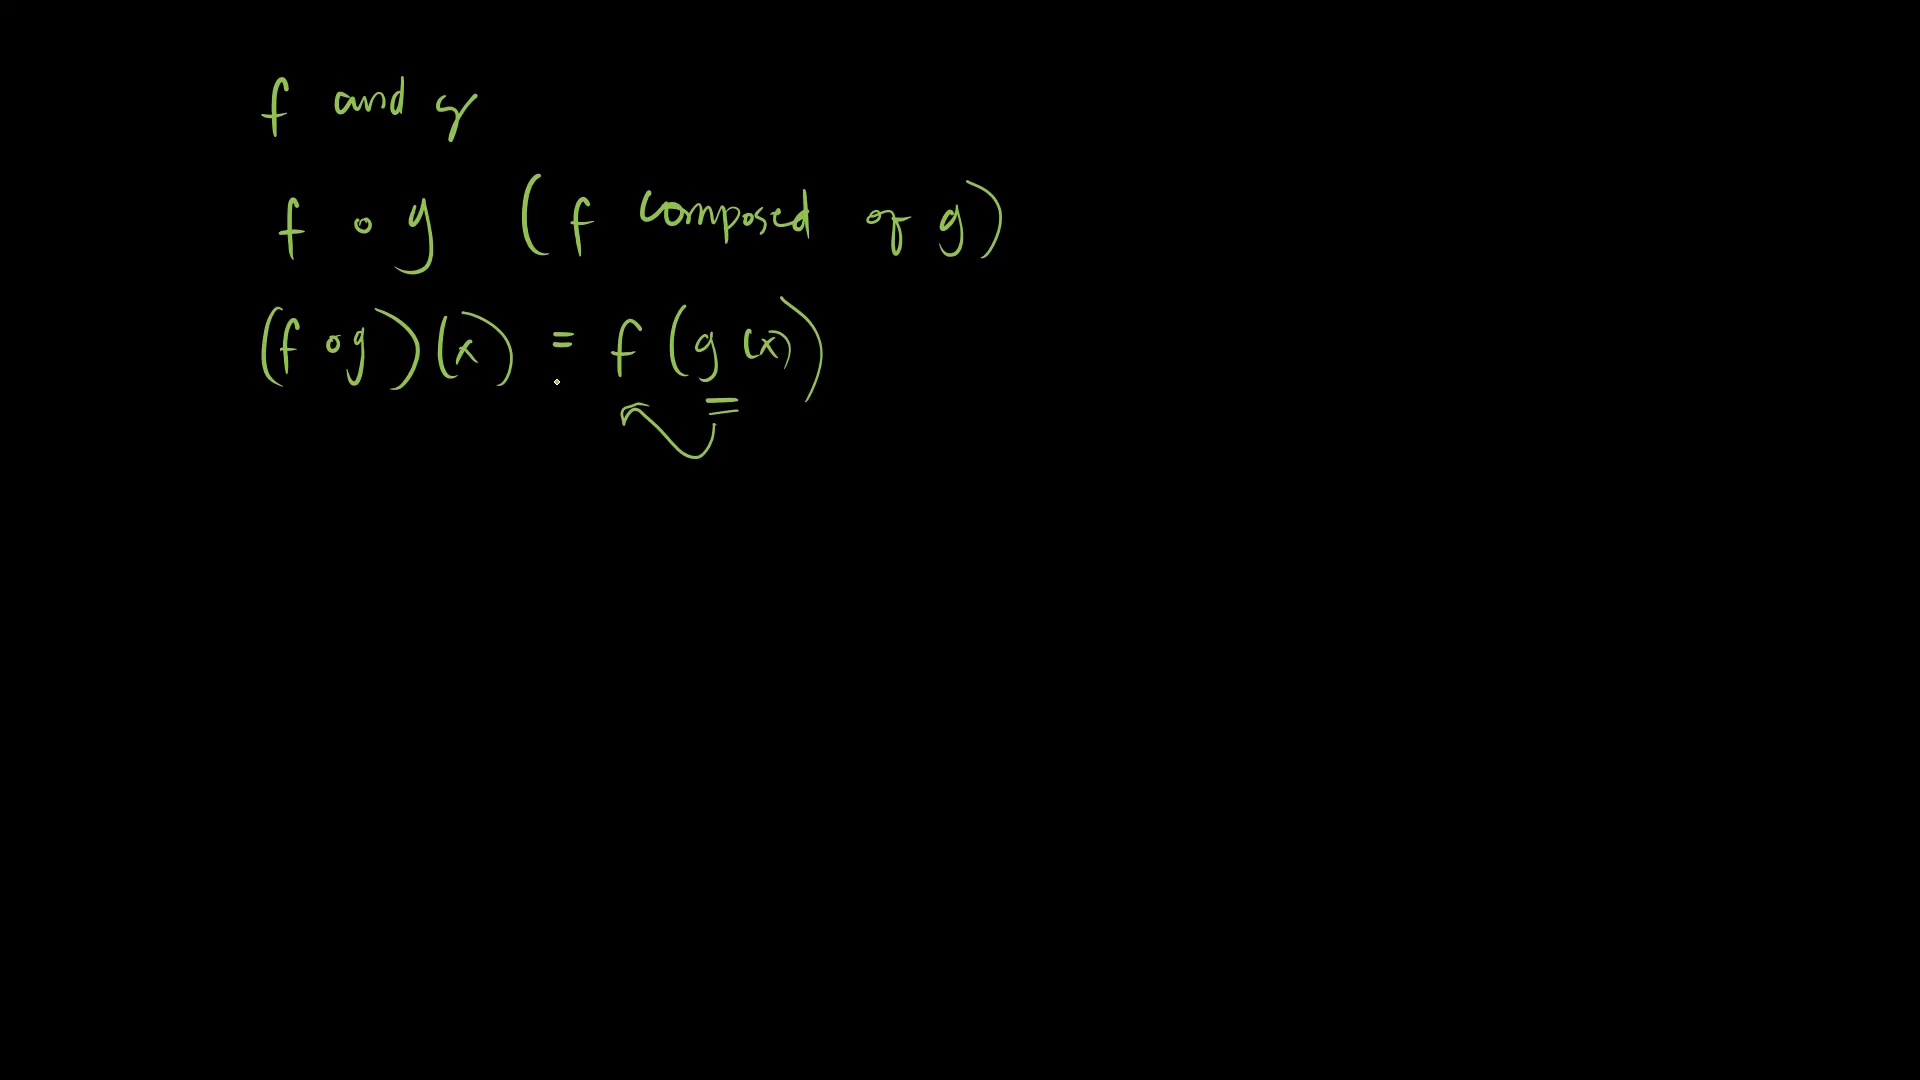 f and g
f ∘ g (f composed of g)
(f ∘ g)(x) = f(g(x))